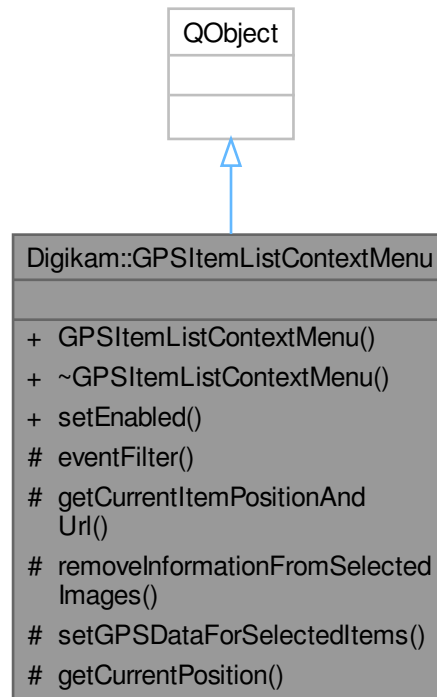 QObject
Digikam::GPSItemListContextMenu
+ GPSItemListContextMenu()
+ ~GPSItemListContextMenu()
+ setEnabled()
# eventFilter()
# getCurrentItemPositionAnd
Url()
# removeInformationFromSelected
Images()
# setGPSDataForSelectedItems()
# getCurrentPosition()